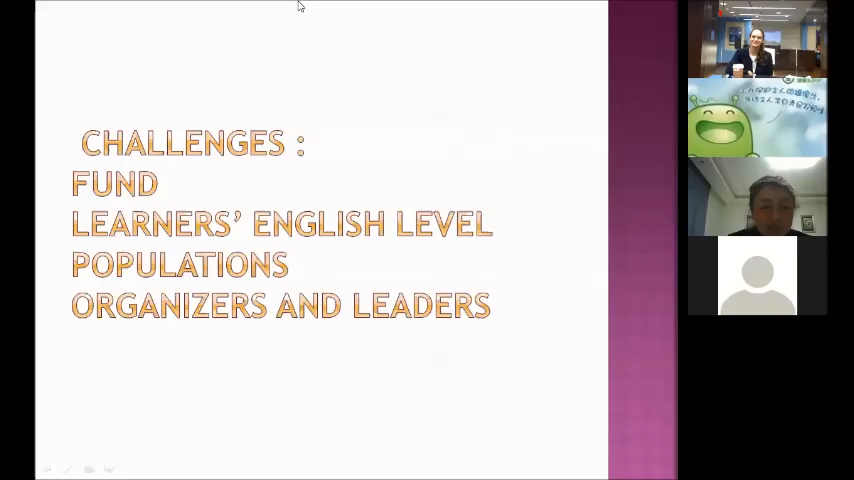 CHALLENGES :
FUND
LEARNERS' ENGLISH LEVEL
POPULATIONS
ORGANIZERS AND LEADERS